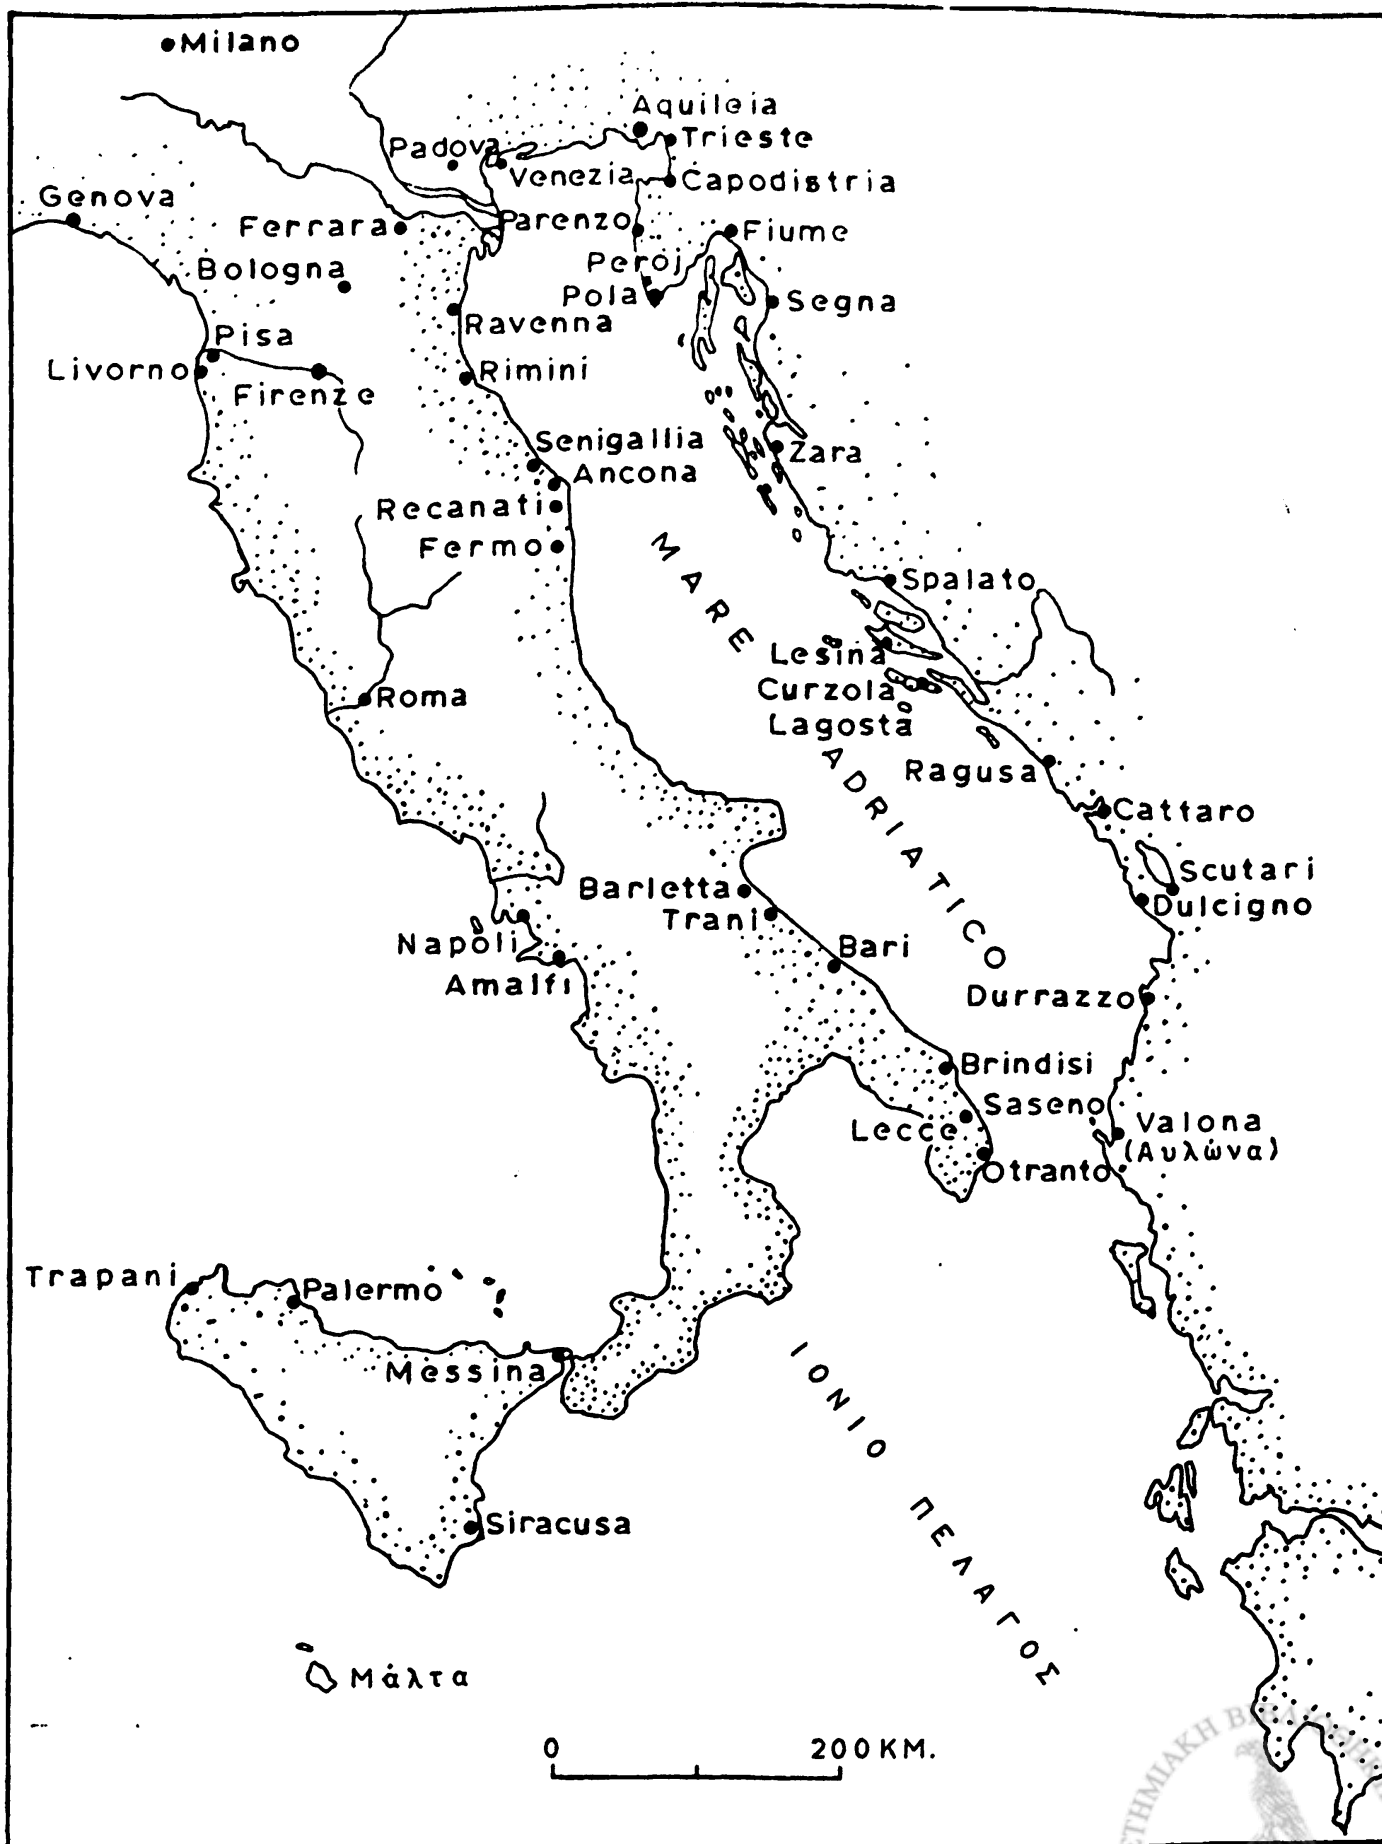 Milano
Aquileia
Trieste
Padova
Venezia
Capodistria
Genova
Ferrara
Parenzo
Fiume
Bologna
Peroj
Pola
Segna
Ravenna
Pisa
Livorno
Firenze
Rimini
Senigallia
Ancona
Zara
Recanati
Fermo
MARE ADRIATICO
Spalato
Lesina
Curzola
Lagosta
Roma
Ragusa
Cattaro
Scutari
Dulcigno
Barletta
Trani
Napoli
Amalfi
Bari
Durrazzo
Brindisi
Saseno
Lecce
Valona
(Αυλώνα)
Otranto
Trapani
Palermo
Messina
ΙΟΝΙΟ ΠΕΛΑΓΟΣ
Siracusa
Μάλτα
0 200 KM.